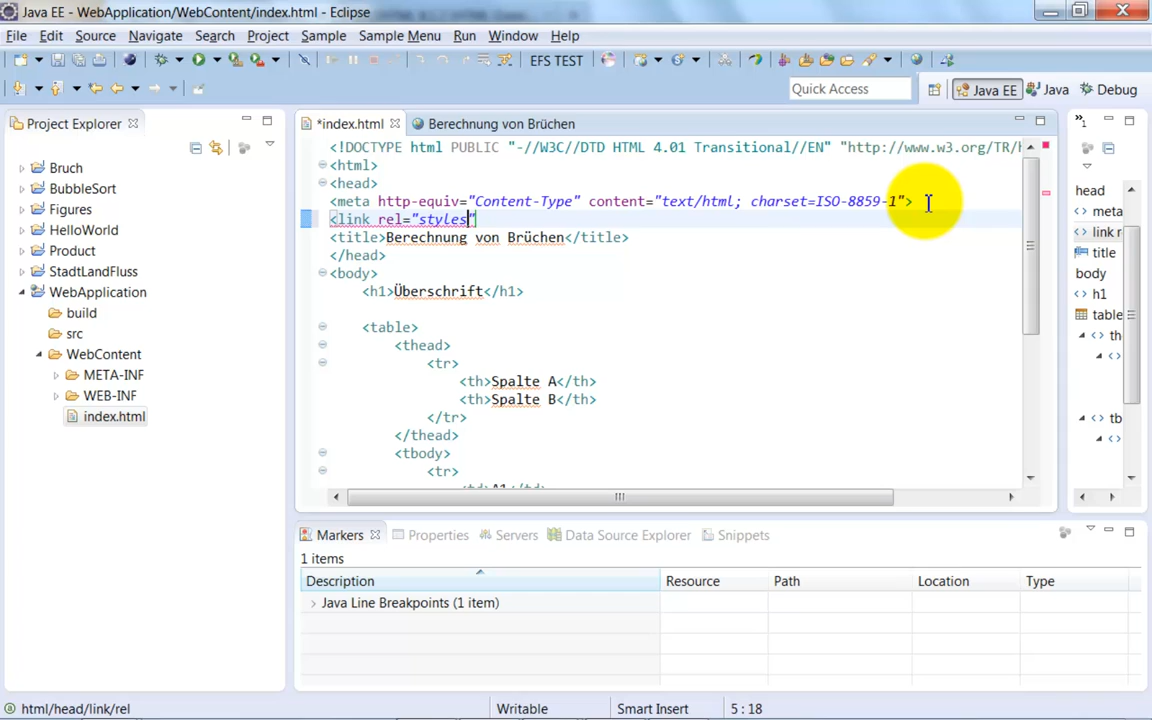 Java EE - WebApplication/WebContent/index.html - Eclipse
File Edit Source Navigate Search Project Sample Sample Menu Run Window Help
EFS TEST
Quick Access Java EE Java Debug
Project Explorer
Bruch
BubbleSort
Figures
HelloWorld
Product
StadtLandFluss
WebApplication
build
src
WebContent
META-INF
WEB-INF
index.html
*index.html Berechnung von Brüchen
<!DOCTYPE html PUBLIC "-//W3C//DTD HTML 4.01 Transitional//EN" "http://www.w3.org/TR/h
<html>
<head>
<meta http-equiv="Content-Type" content="text/html; charset=ISO-8859-1">
<link rel="styles"
<title>Berechnung von Brüchen</title>
</head>
<body>
<h1>Überschrift</h1>
<table>
<thead>
<tr>
<th>Spalte A</th>
<th>Spalte B</th>
</tr>
</thead>
<tbody>
<tr>
<td>A1</td>
»1
head
meta
link r
title
body
h1
table
th
tb
Markers Properties Servers Data Source Explorer Snippets
1 items
Description Resource Path Location Type
Java Line Breakpoints (1 item)
html/head/link/rel Writable Smart Insert 5 : 18